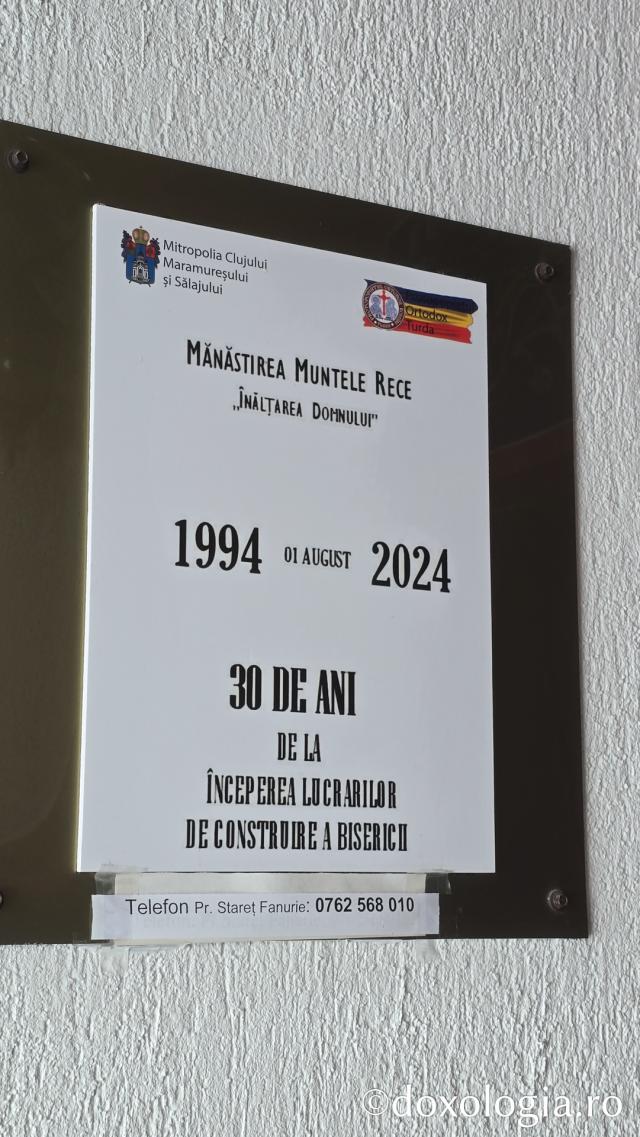 Mitropolia Clujului
Maramureșului
și Sălajului
Ortodox
Turda
MĂNĂSTIREA MUNTELE RECE
„ÎNĂLȚAREA DOMNULUI”
1994 01 AUGUST 2024
30 DE ANI
DE LA
ÎNCEPEREA LUCRARILOR
DE CONSTRUIRE A BISERICII
Telefon Pr. Stareț Fanurie: 0762 568 010
©doxologia.ro